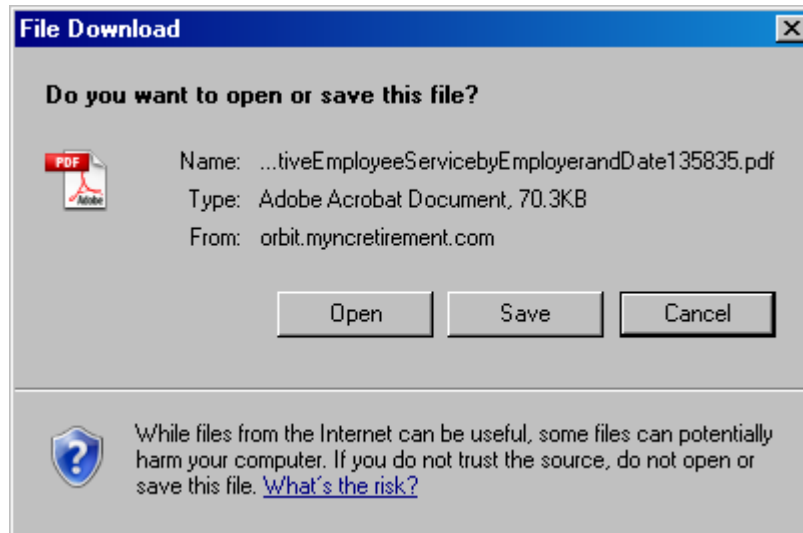 File Download
Do you want to open or save this file?
PDF
Adobe
Name: ...tiveEmployeeServicebyEmployerandDate135835.pdf
Type: Adobe Acrobat Document, 70.3KB
From: orbit.myncretirement.com
Open Save Cancel
While files from the Internet can be useful, some files can potentially
harm your computer. If you do not trust the source, do not open or
save this file. What's the risk?